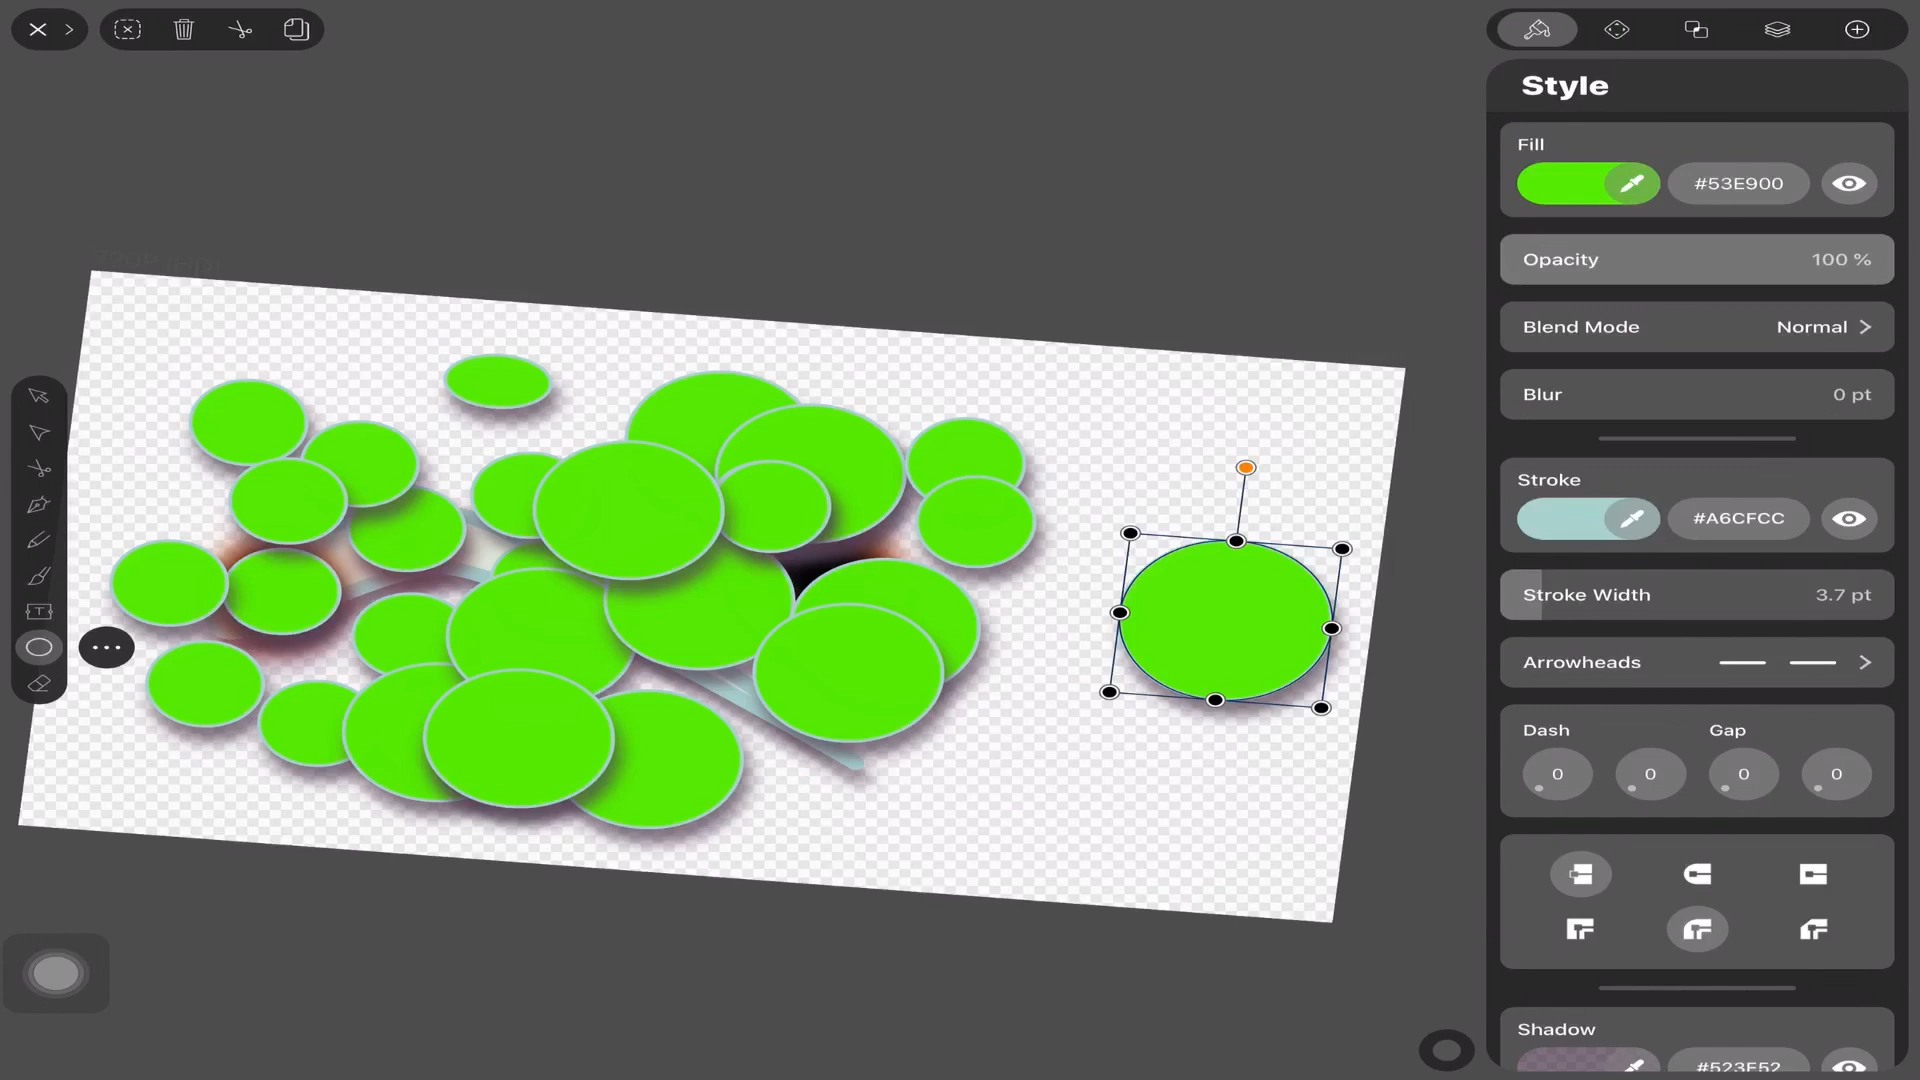 Style
Fill
#53E900
Opacity 100 %
Blend Mode Normal
Blur 0 pt
Stroke
#A6CFCC
Stroke Width 3.7 pt
Arrowheads
Dash Gap
0 0 0 0
T
Shadow
#523E52